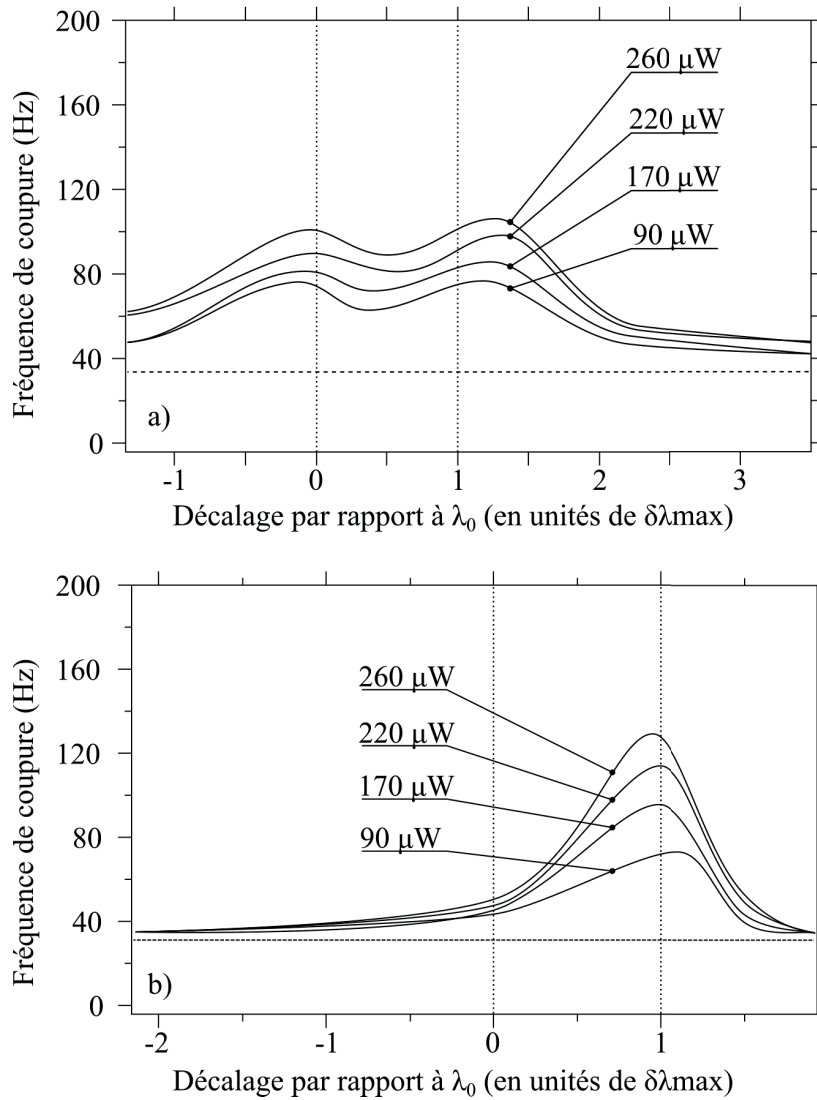 200
160
120
80
40
0
Fréquence de coupure (Hz)
260 µW
220 µW
170 µW
90 µW
a)
-1 0 1 2 3
Décalage par rapport à λ₀ (en unités de δλmax)
200
160
120
80
40
0
Fréquence de coupure (Hz)
260 µW
220 µW
170 µW
90 µW
b)
-2 -1 0 1
Décalage par rapport à λ₀ (en unités de δλmax)